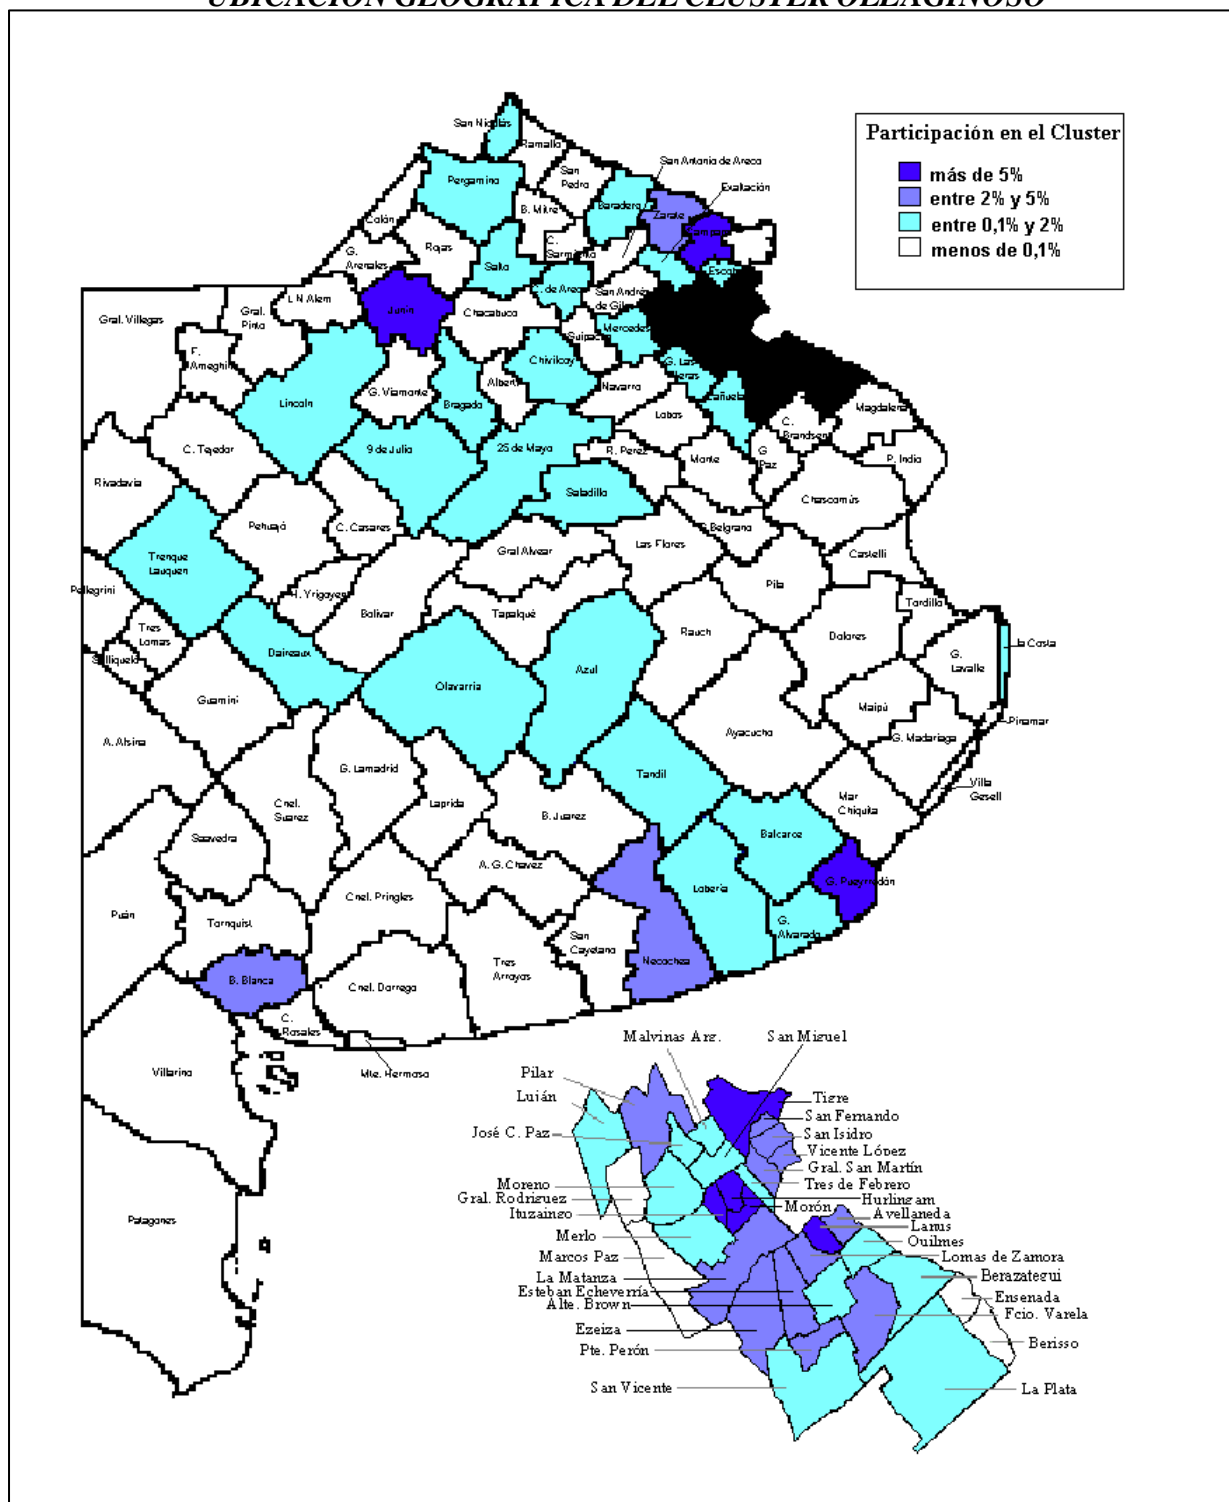 UBICACIÓN GEOGRÁFICA DEL CLUSTER OLEAGINOSO
Participación en el Cluster
más de 5%
entre 2% y 5%
entre 0,1% y 2%
menos de 0,1%
San Nicolás
Ramallo
San Pedro
San Antonio de Areco
Exaltación
Pergamino
Baradero
Zarate
Colón
B. Mitre
Rojas
C. Sarmiento
G. Arenales
Salto
C. de Areco
San Andrés de Giles
L N Alem
Junin
Chacabuco
Gral. Villegas
Gral. Pinto
Mercedes
F. Ameghino
G. Viamonte
Chivilcoy
Alberti
Navarro
Lincoln
Bragado
Lobos
Magdalena
C. Brandsen
C. Tejedor
9 de Julio
25 de Mayo
R. Perez
Monte
G. Paz
P. India
Rivadavia
Saladillo
Chascomús
Pehuajó
C. Casares
Las Flores
Belgrano
Gral Alvear
Castelli
Trenque Lauquen
Pila
Pellegrini
H. Yrigoyen
Bolivar
Tapalqué
Tordillo
Tres Lomas
Rauch
Dolores
la Costa
Daireaux
Azul
G. Lavalle
Salliqueló
Olavarria
Guamini
Maipú
Pinamar
A. Alsina
Ayacucho
G. Madariaga
G. Lamadrid
Tandil
Villa Gesell
Cnel. Suarez
Laprida
B. Juarez
Mar Chiquita
Saavedra
Balcarce
A. G. Chavez
G. Pueyrredón
Cnel. Pringles
Lobería
Puán
Tornquist
G. Alvarado
San Cayetano
Necochea
Tres Arroyos
B. Blanca
Cnel. Dorrego
C. Rosales
Villarino
Mte. Hermoso
Patagones
Malvinas Arg.
San Miguel
Pilar
Luján
José C. Paz
Tigre
San Fernando
San Isidro
Vicente López
Gral. San Martín
Tres de Febrero
Hurlingam
Morón
Avellaneda
Lanus
Quilmes
Lomas de Zamora
Berazategui
Ensenada
Fcio. Varela
Berisso
La Plata
Moreno
Gral. Rodriguez
Ituzaingo
Merlo
Marcos Paz
La Matanza
Esteban Echeverría
Alte. Brown
Ezeiza
Pte. Perón
San Vicente